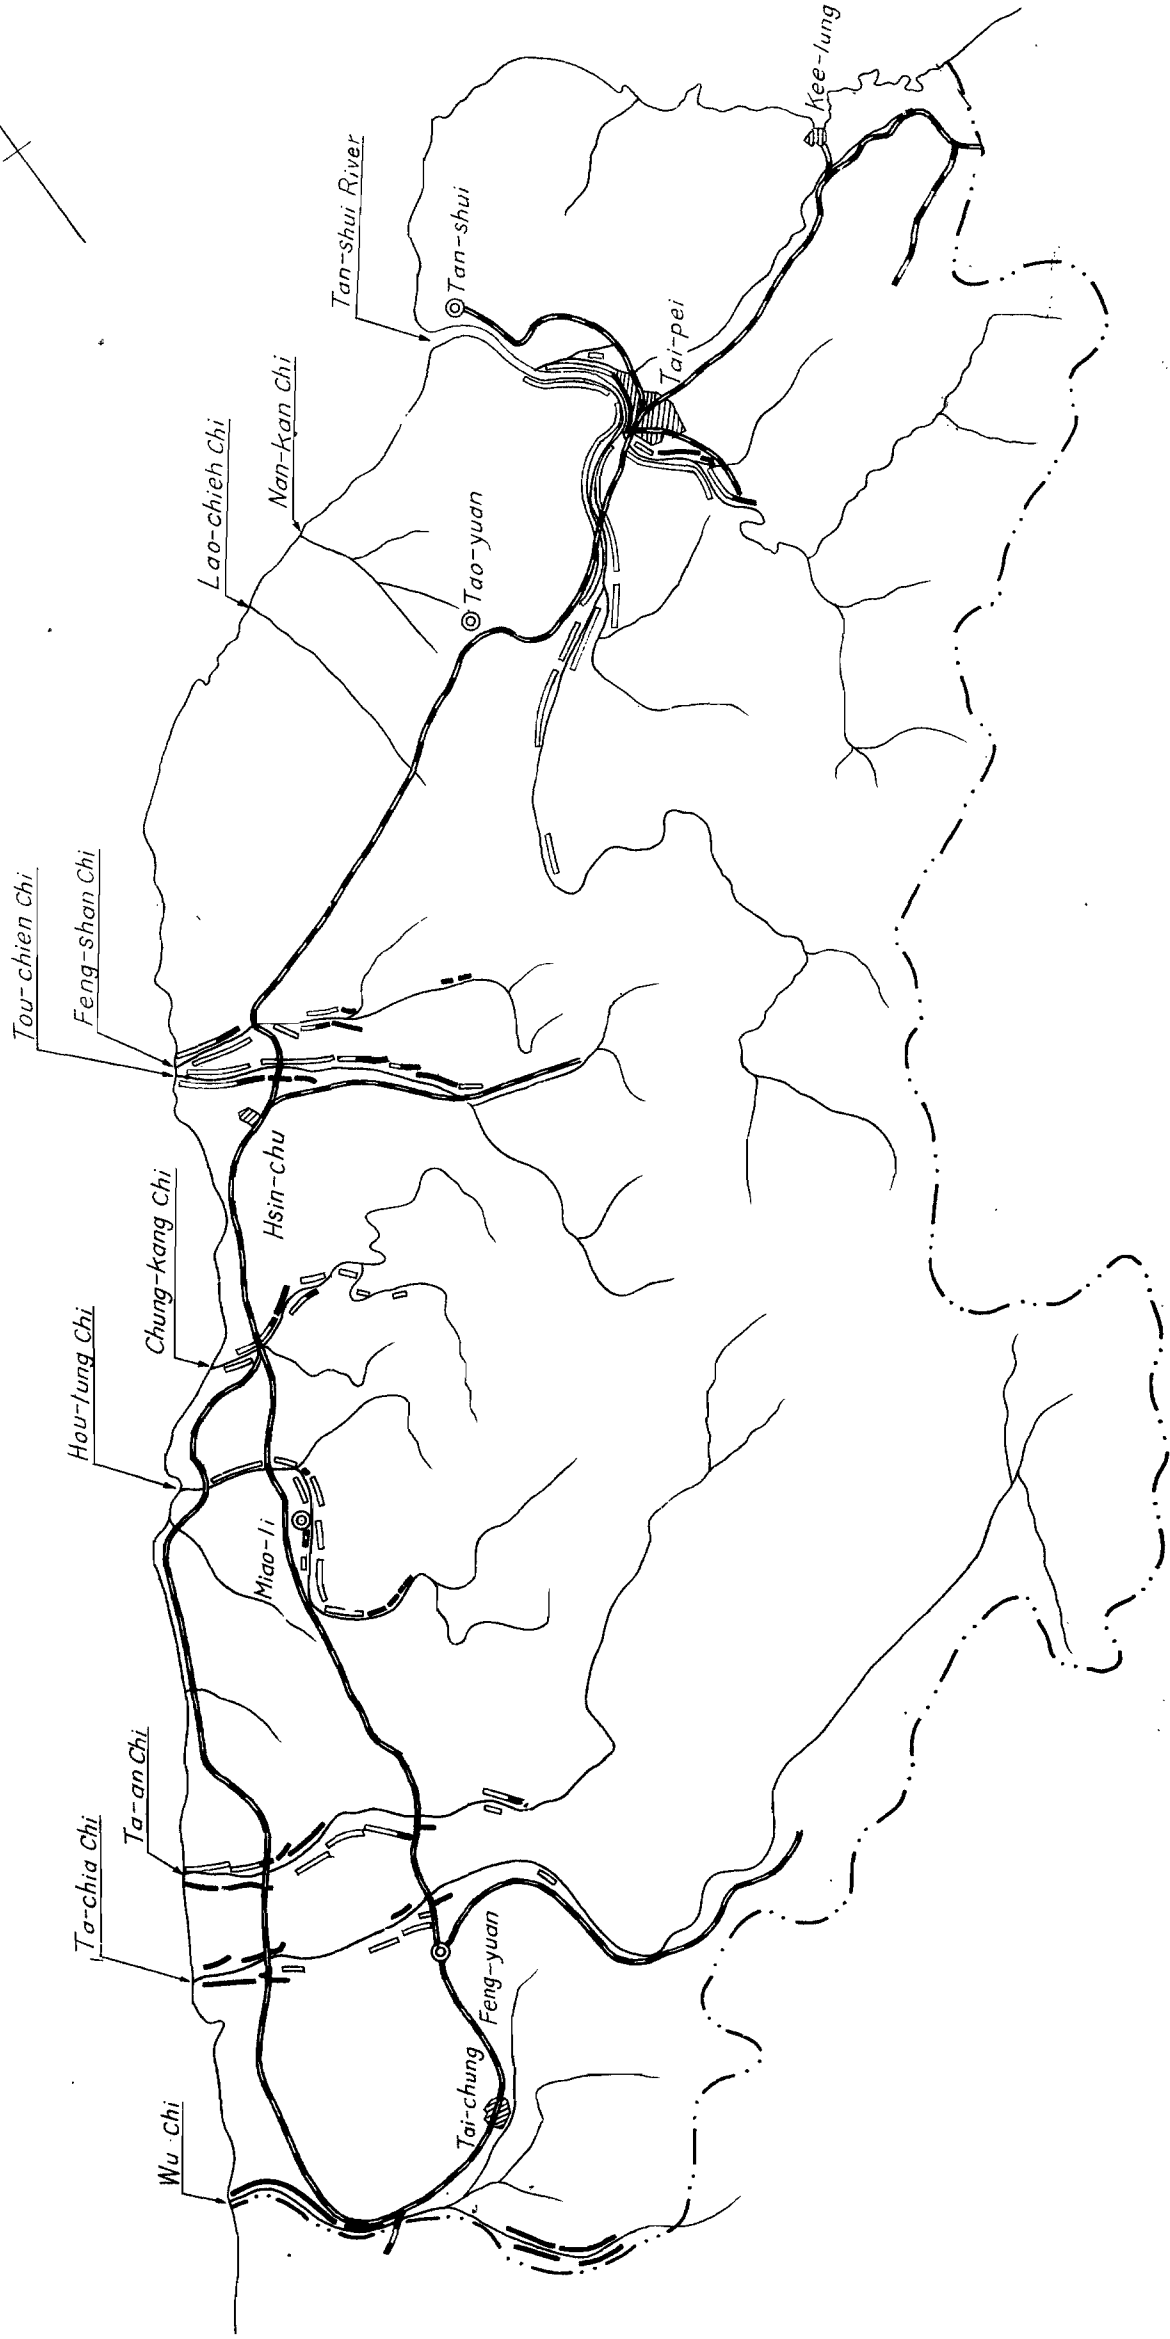 Wu Chi
Ta-chia Chi
Ta-an Chi
Hou-lung Chi
Chung-kang Chi
Tou-chien Chi
Feng-shan Chi
Lao-chieh Chi
Nan-kan Chi
Tan-shui River
Tan-shui
Kee-lung
Tai-pei
Tao-yuan
Hsin-chu
Miao-li
Feng-yuan
Tai-chung